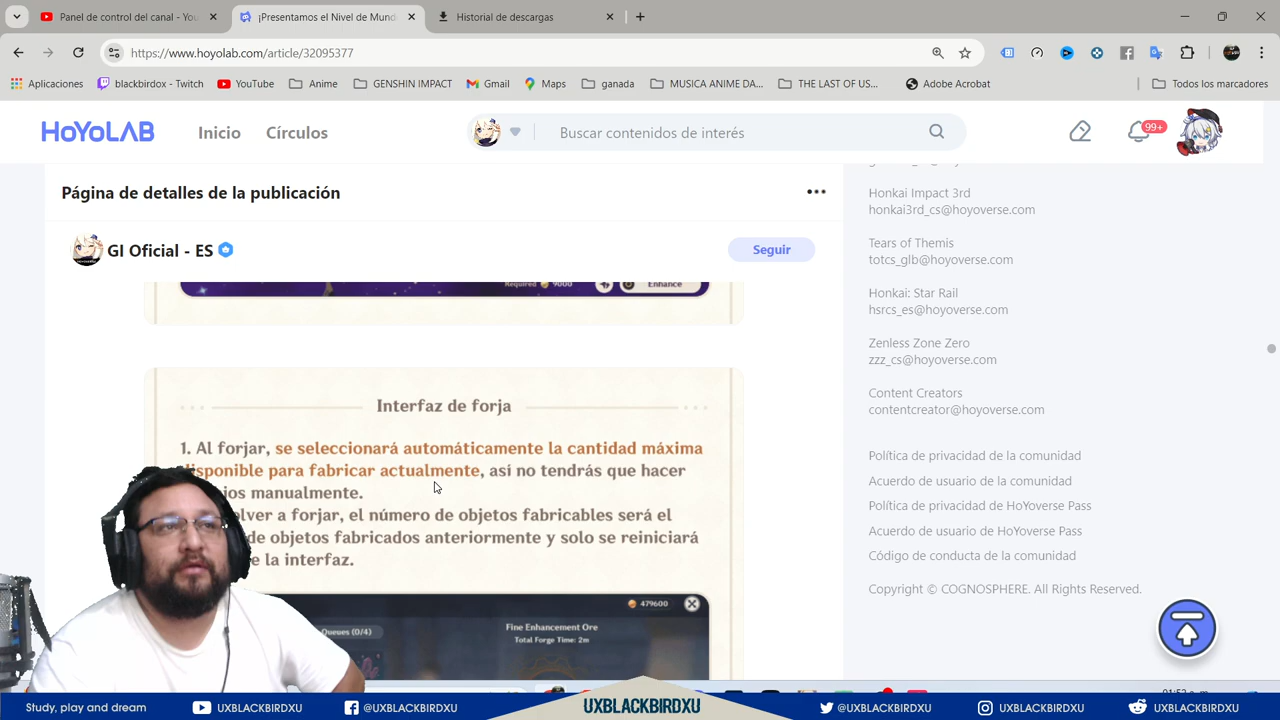 Panel de control del canal - You
¡Presentamos el Nivel de Mund
Historial de descargas
https://www.hoyolab.com/article/32095377
Aplicaciones
blackbirdox - Twitch
YouTube
Anime
GENSHIN IMPACT
Gmail
Maps
ganada
MUSICA ANIME DA...
THE LAST OF US...
Adobe Acrobat
Todos los marcadores
HoYoLAB
Inicio
Círculos
Buscar contenidos de interés
99+
Página de detalles de la publicación
GI Oficial - ES
Seguir
Required 9000
Enhance
Interfaz de forja
1. Al forjar, se seleccionará automáticamente la cantidad máxima
disponible para fabricar actualmente, así no tendrás que hacer
ios manualmente.
olver a forjar, el número de objetos fabricables será el
de objetos fabricados anteriormente y solo se reiniciará
e la interfaz.
479600
Queues (0/4)
Fine Enhancement Ore
Total Forge Time: 2m
Honkai Impact 3rd
honkai3rd_cs@hoyoverse.com
Tears of Themis
totcs_glb@hoyoverse.com
Honkai: Star Rail
hsrcs_es@hoyoverse.com
Zenless Zone Zero
zzz_cs@hoyoverse.com
Content Creators
contentcreator@hoyoverse.com
Política de privacidad de la comunidad
Acuerdo de usuario de la comunidad
Política de privacidad de HoYoverse Pass
Acuerdo de usuario de HoYoverse Pass
Código de conducta de la comunidad
Copyright © COGNOSPHERE. All Rights Reserved.
Study, play and dream
UXBLACKBIRDXU
@UXBLACKBIRDXU
UXBLACKBIRDXU
@UXBLACKBIRDXU
UXBLACKBIRDXU
UXBLACKBIRDXU